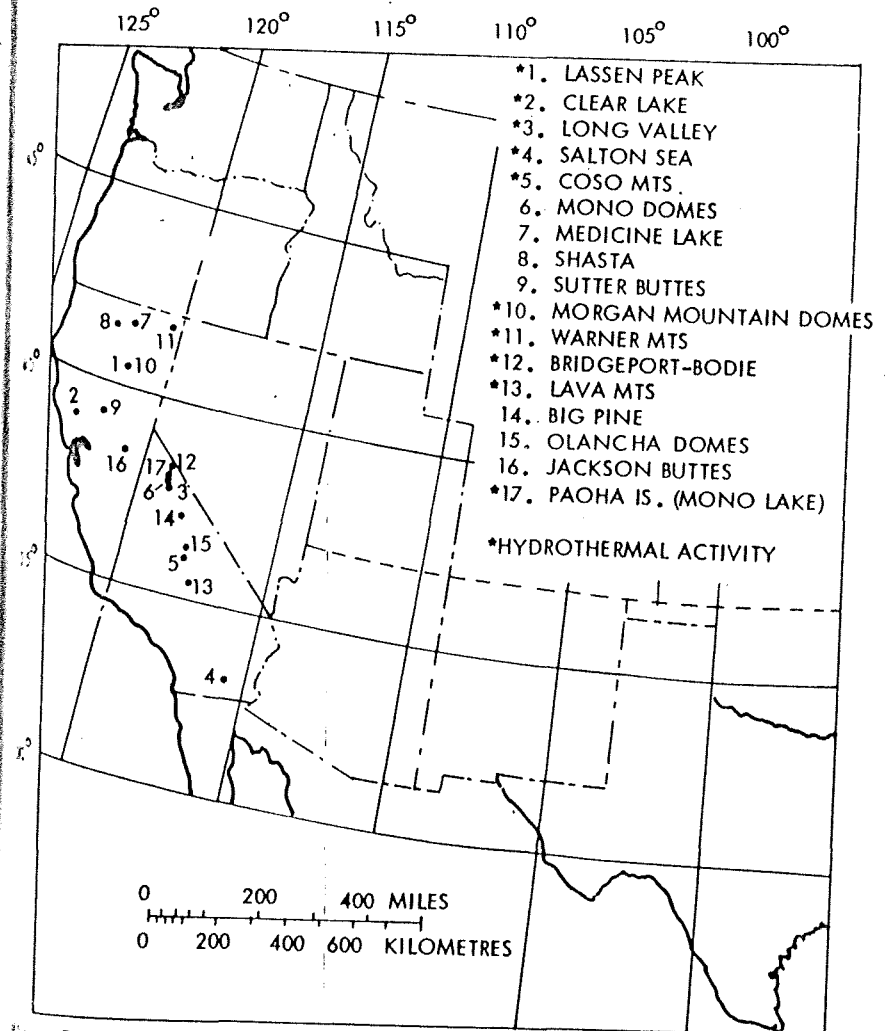 125° 120° 115° 110° 105° 100°
*1. LASSEN PEAK
*2. CLEAR LAKE
*3. LONG VALLEY
*4. SALTON SEA
*5. COSO MTS.
6. MONO DOMES
7. MEDICINE LAKE
8. SHASTA
9. SUTTER BUTTES
*10. MORGAN MOUNTAIN DOMES
*11. WARNER MTS
*12. BRIDGEPORT-BODIE
*13. LAVA MTS
14. BIG PINE
15. OLANCHA DOMES
16. JACKSON BUTTES
*17. PAOHA IS. (MONO LAKE)
*HYDROTHERMAL ACTIVITY
8 7
11
1 10
2 9
16
17 12
6 3
14
15
5
13
4
0 200 400 MILES
0 200 400 600 KILOMETRES